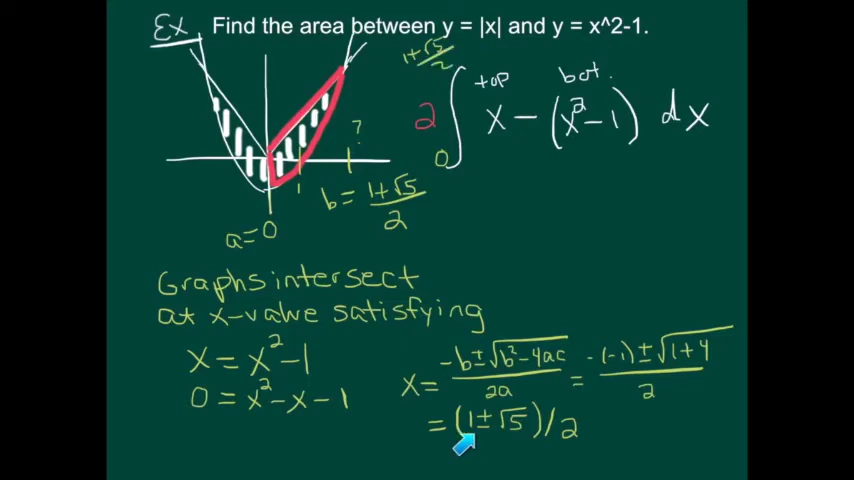 Ex Find the area between y = |x| and y = x^2-1.
1+√5/2
top bot.
2 ∫ x - (x²-1) dx
0
?
1
b = 1+√5
2
a=0
Graphs intersect
at x-value satisfying
x = x² - 1
0 = x² - x - 1
x = -b±√b²-4ac / 2a = -(-1)±√1+4 / 2
= (1±√5)/2